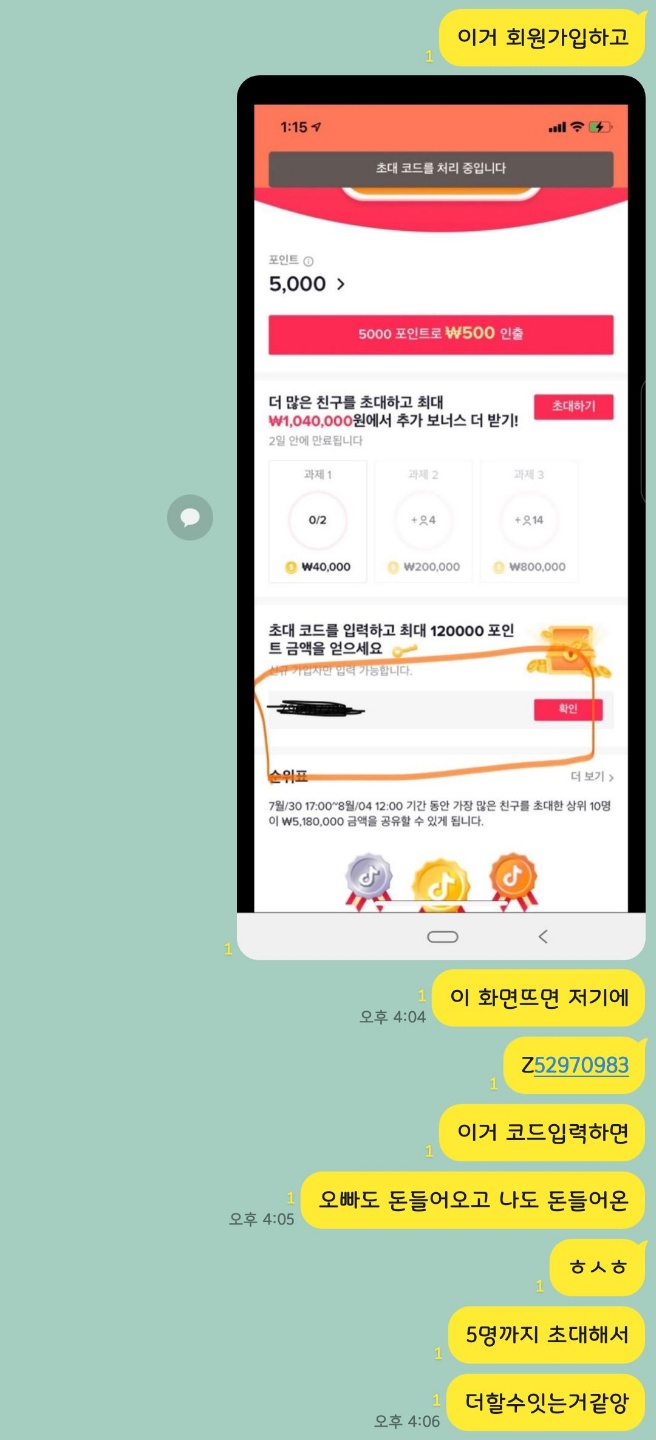 이거 회원가입하고
1
1:15
초대 코드를 처리 중입니다
포인트
5,000 >
5000 포인트로 ₩500 인출
더 많은 친구를 초대하고 최대
₩1,040,000원에서 추가 보너스 더 받기!
초대하기
2일 안에 만료됩니다
과제 1
과제 2
과제 3
0/2
+4
+14
₩40,000
₩200,000
₩800,000
초대 코드를 입력하고 최대 120000 포인
트 금액을 얻으세요
신규 가입자만 입력 가능합니다.
확인
순위표
더 보기 >
7월/30 17:00~8월/04 12:00 기간 동안 가장 많은 친구를 초대한 상위 10명
이 ₩5,180,000 금액을 공유할 수 있게 됩니다.
1
이 화면뜨면 저기에
1
오후 4:04
Z52970983
1
이거 코드입력하면
1
오빠도 돈들어오고 나도 돈들어온
1
오후 4:05
ㅎㅅㅎ
1
5명까지 초대해서
1
더할수잇는거같앙
1
오후 4:06